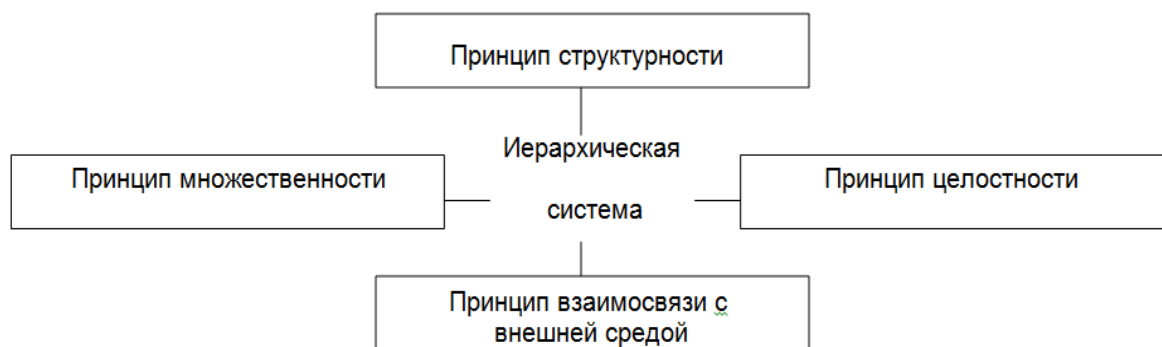 Принцип структурности
Иерархическая
Принцип множественности
Принцип целостности
система
Принцип взаимосвязи с
внешней средой